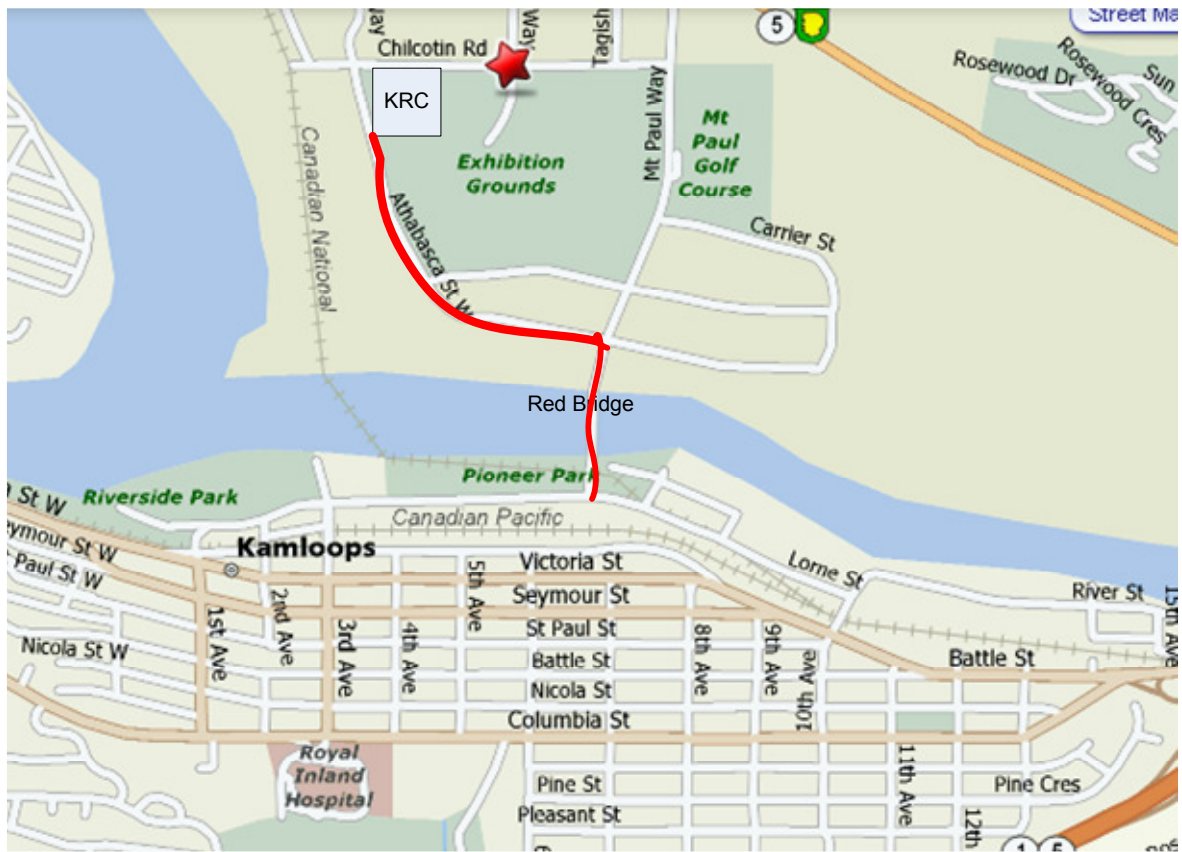 Street Ma
5
Way
Way
Tagish
Chilcotin Rd
KRC
Mt Paul Way
Rosewood Dr
Rosewood Cres
Sun
Canadian National
Exhibition
Grounds
Mt
Paul
Golf
Course
Athabasca St W
Carrier St
Red Bridge
Pioneer Park
Riverside Park
St W
Canadian Pacific
Seymour St W
Kamloops
Victoria St
Lorne St
River St
15th Ave
St Paul St W
Seymour St
1st Ave
2nd Ave
3rd Ave
4th Ave
5th Ave
St Paul St
8th Ave
9th Ave
10th Ave
Nicola St W
Battle St
Battle St
Nicola St
Columbia St
Royal
Inland
Hospital
Pine St
11th Ave
Pine Cres
Pleasant St
12th
6
1
5